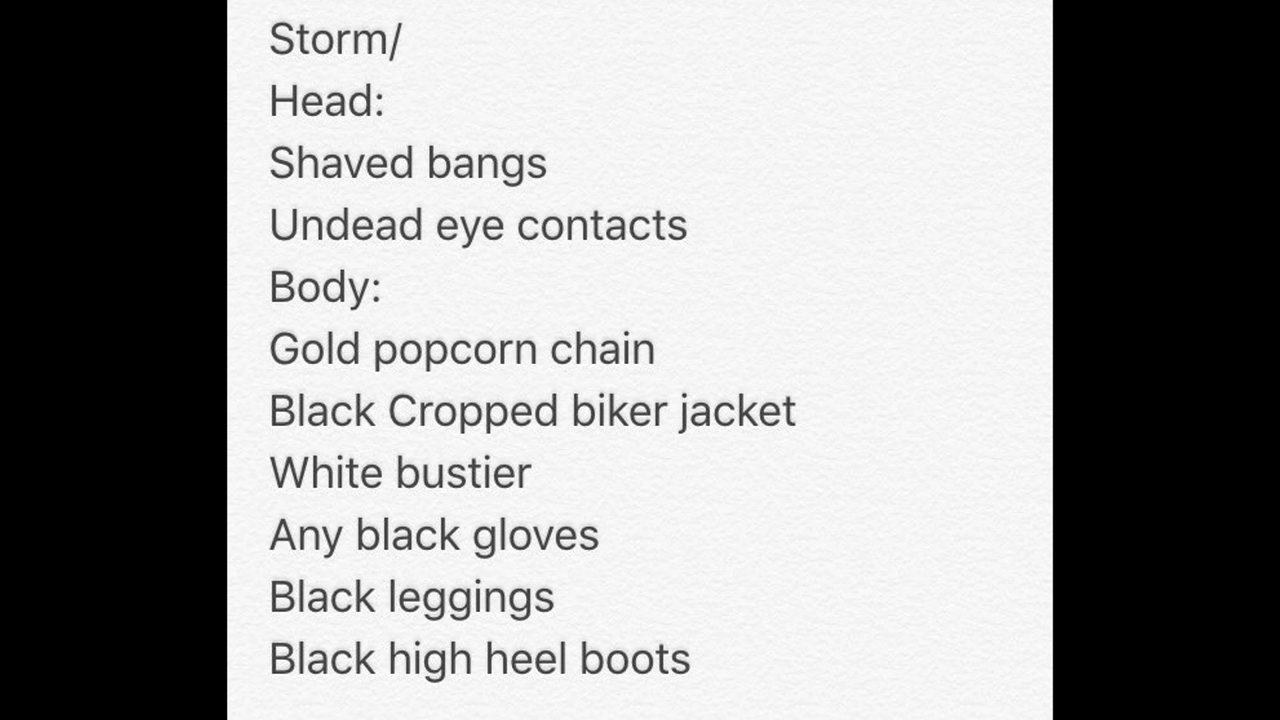 Storm/
Head:
Shaved bangs
Undead eye contacts
Body:
Gold popcorn chain
Black Cropped biker jacket
White bustier
Any black gloves
Black leggings
Black high heel boots